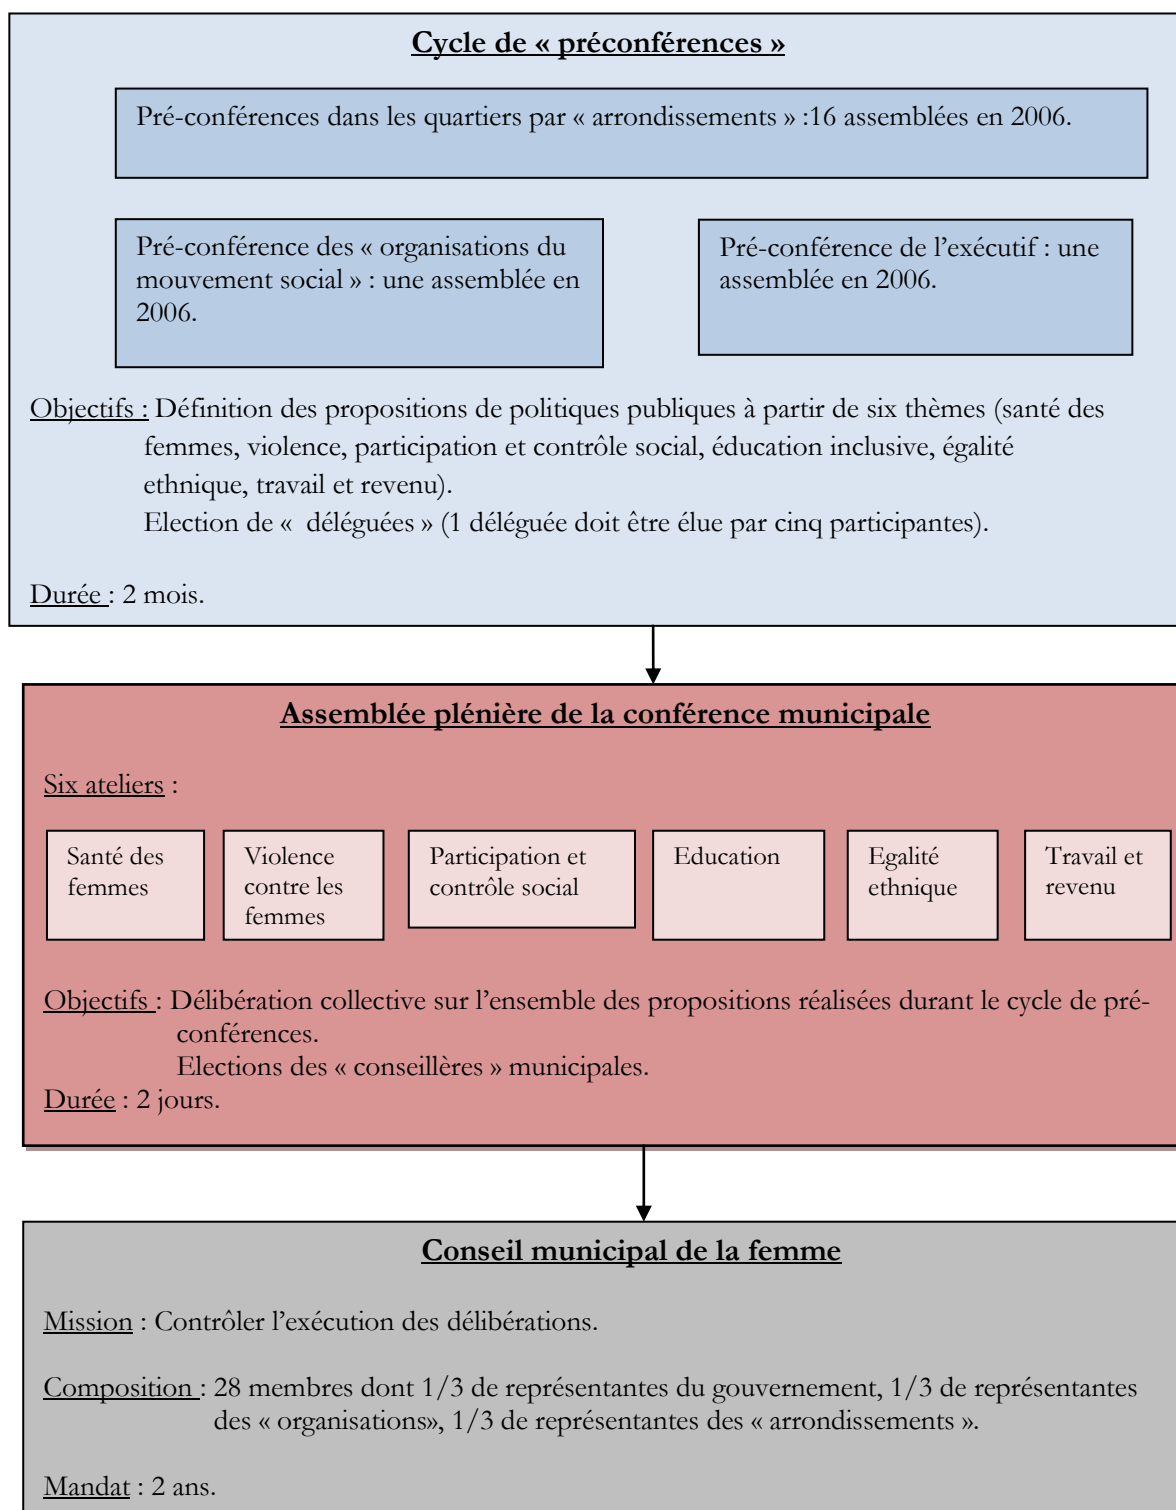 Cycle de « préconférences »
Pré-conférences dans les quartiers par « arrondissements » :16 assemblées en 2006.
Pré-conférence des « organisations du
mouvement social » : une assemblée en
2006.
Pré-conférence de l’exécutif : une
assemblée en 2006.
Objectifs : Définition des propositions de politiques publiques à partir de six thèmes (santé des
femmes, violence, participation et contrôle social, éducation inclusive, égalité
ethnique, travail et revenu).
Election de « déléguées » (1 déléguée doit être élue par cinq participantes).
Durée : 2 mois.
Assemblée plénière de la conférence municipale
Six ateliers :
Santé des
femmes
Violence
contre les
femmes
Participation et
contrôle social
Education
Egalité
ethnique
Travail et
revenu
Objectifs : Délibération collective sur l’ensemble des propositions réalisées durant le cycle de pré-
conférences.
Elections des « conseillères » municipales.
Durée : 2 jours.
Conseil municipal de la femme
Mission : Contrôler l’exécution des délibérations.
Composition : 28 membres dont 1/3 de représentantes du gouvernement, 1/3 de représentantes
des « organisations», 1/3 de représentantes des « arrondissements ».
Mandat : 2 ans.